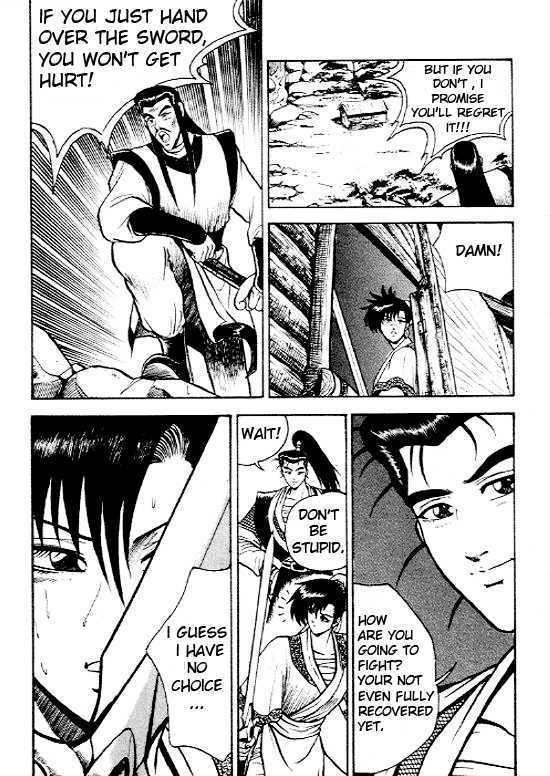 IF YOU JUST HAND
OVER THE SWORD,
YOU WON'T GET
HURT!
BUT IF YOU
DON'T , I
PROMISE
YOU'LL REGRET
IT!!!
DAMN!
I GUESS
I HAVE
NO
CHOICE
...
WAIT!
DON'T
BE
STUPID.
HOW
ARE YOU
GOING TO
FIGHT?
YOUR NOT
EVEN FULLY
RECOVERED
YET.